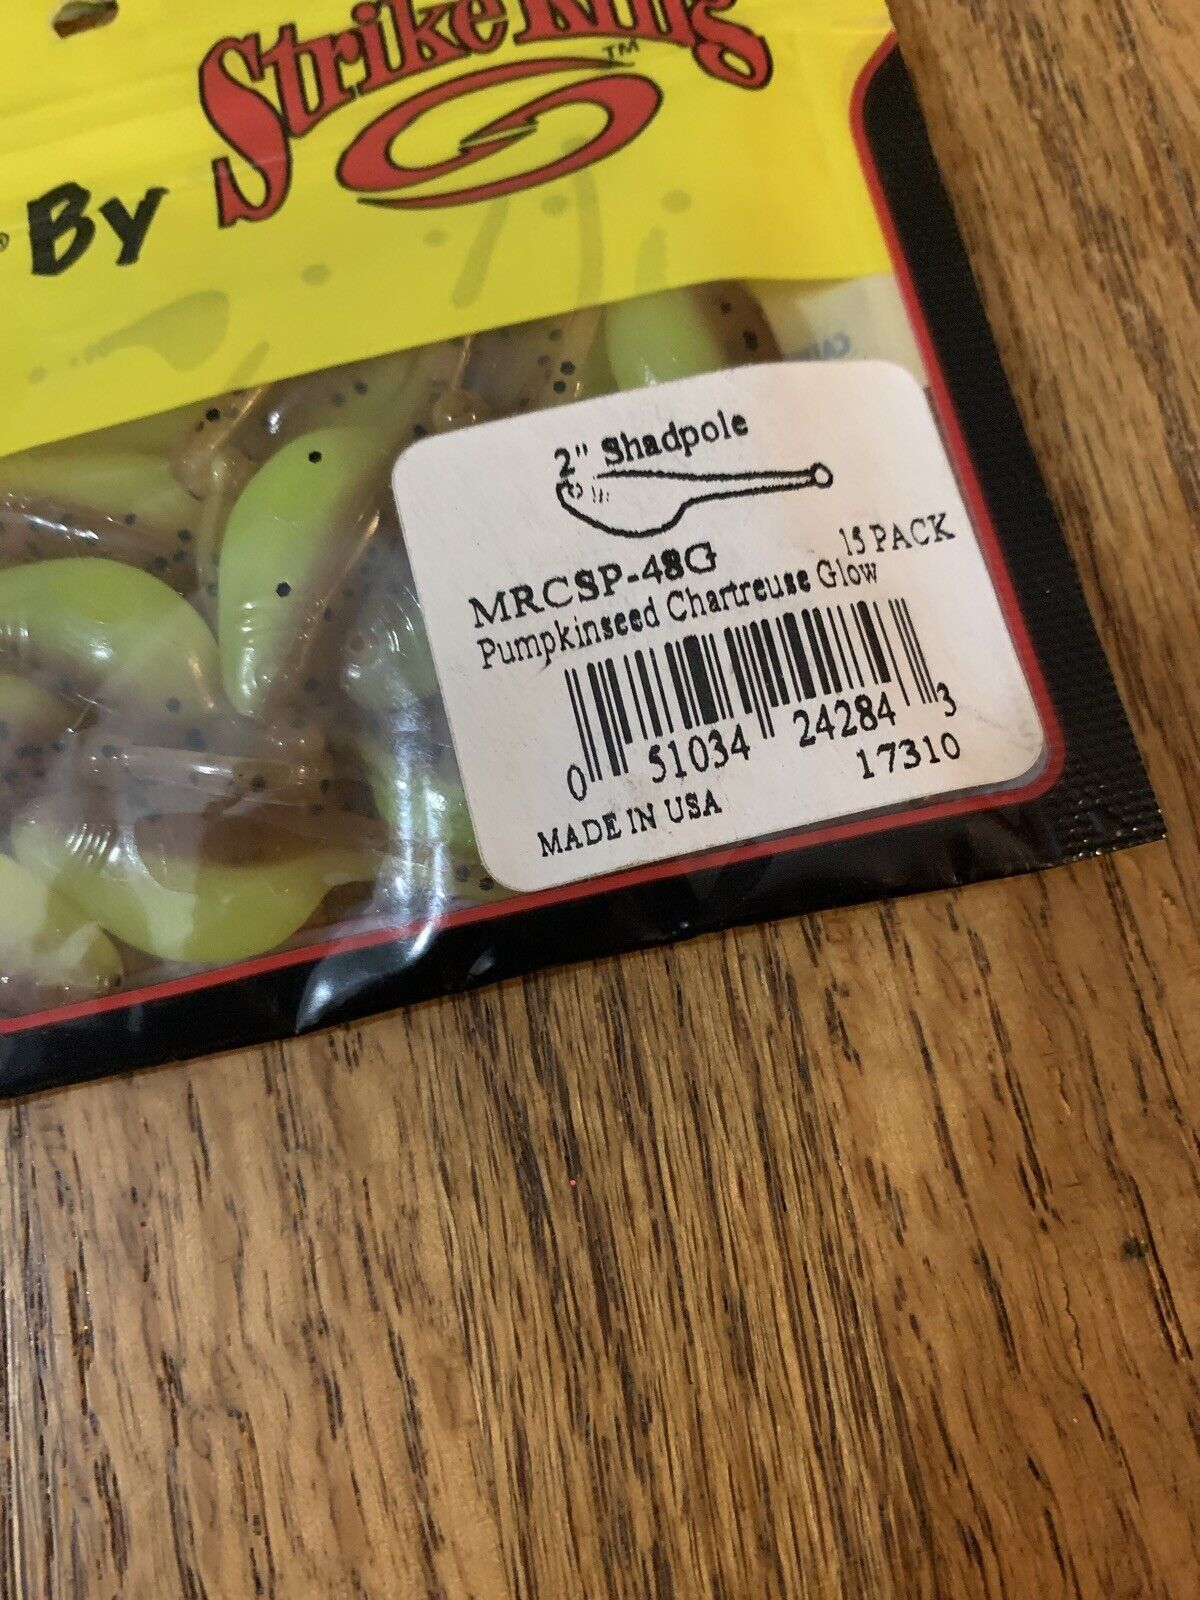 Strike King
TM
® By
2" Shadpole
MRCSP-48G
15 PACK
Pumpkinseed Chartreuse Glow
0 51034 24284 3
17310
MADE IN USA